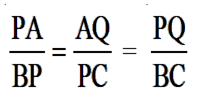 PA/BP = AQ/PC = PQ/BC